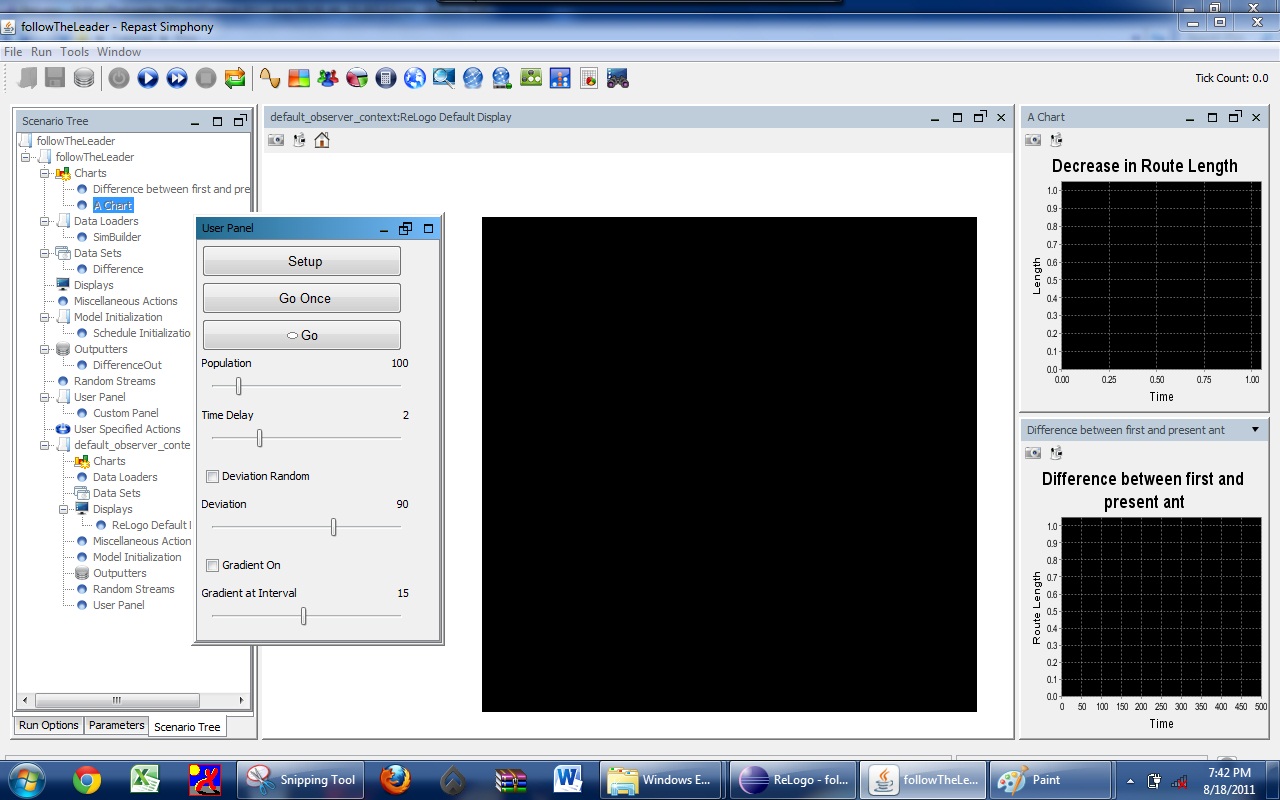 followTheLeader - Repast Simphony
File Run Tools Window
Tick Count: 0.0
Scenario Tree
followTheLeader
followTheLeader
Charts
Difference between first and pre
A Chart
Data Loaders
SimBuilder
Data Sets
Difference
Displays
Miscellaneous Actions
Model Initialization
Schedule Initializatio
Outputters
DifferenceOut
Random Streams
User Panel
Custom Panel
User Specified Actions
default_observer_conte
Charts
Data Loaders
Data Sets
Displays
ReLogo Default
Miscellaneous Action
Model Initialization
Outputters
Random Streams
User Panel
Run Options Parameters Scenario Tree
User Panel
Setup
Go Once
Go
Population 100
Time Delay 2
Deviation Random
Deviation 90
Gradient On
Gradient at Interval 15
default_observer_context:ReLogo Default Display
A Chart
Decrease in Route Length
1.0
0.9
0.8
0.7
0.6
0.5
0.4
0.3
0.2
0.1
0.0
Length
0.00 0.25 0.50 0.75 1.00
Time
Difference between first and present ant
Difference between first and
present ant
1.0
0.9
0.8
0.7
0.6
0.5
0.4
0.3
0.2
0.1
0.0
Route Length
0 50 100 150 200 250 300 350 400 450 500
Time
Snipping Tool
Windows E...
ReLogo - fol...
followTheLe...
Paint
7:42 PM
8/18/2011